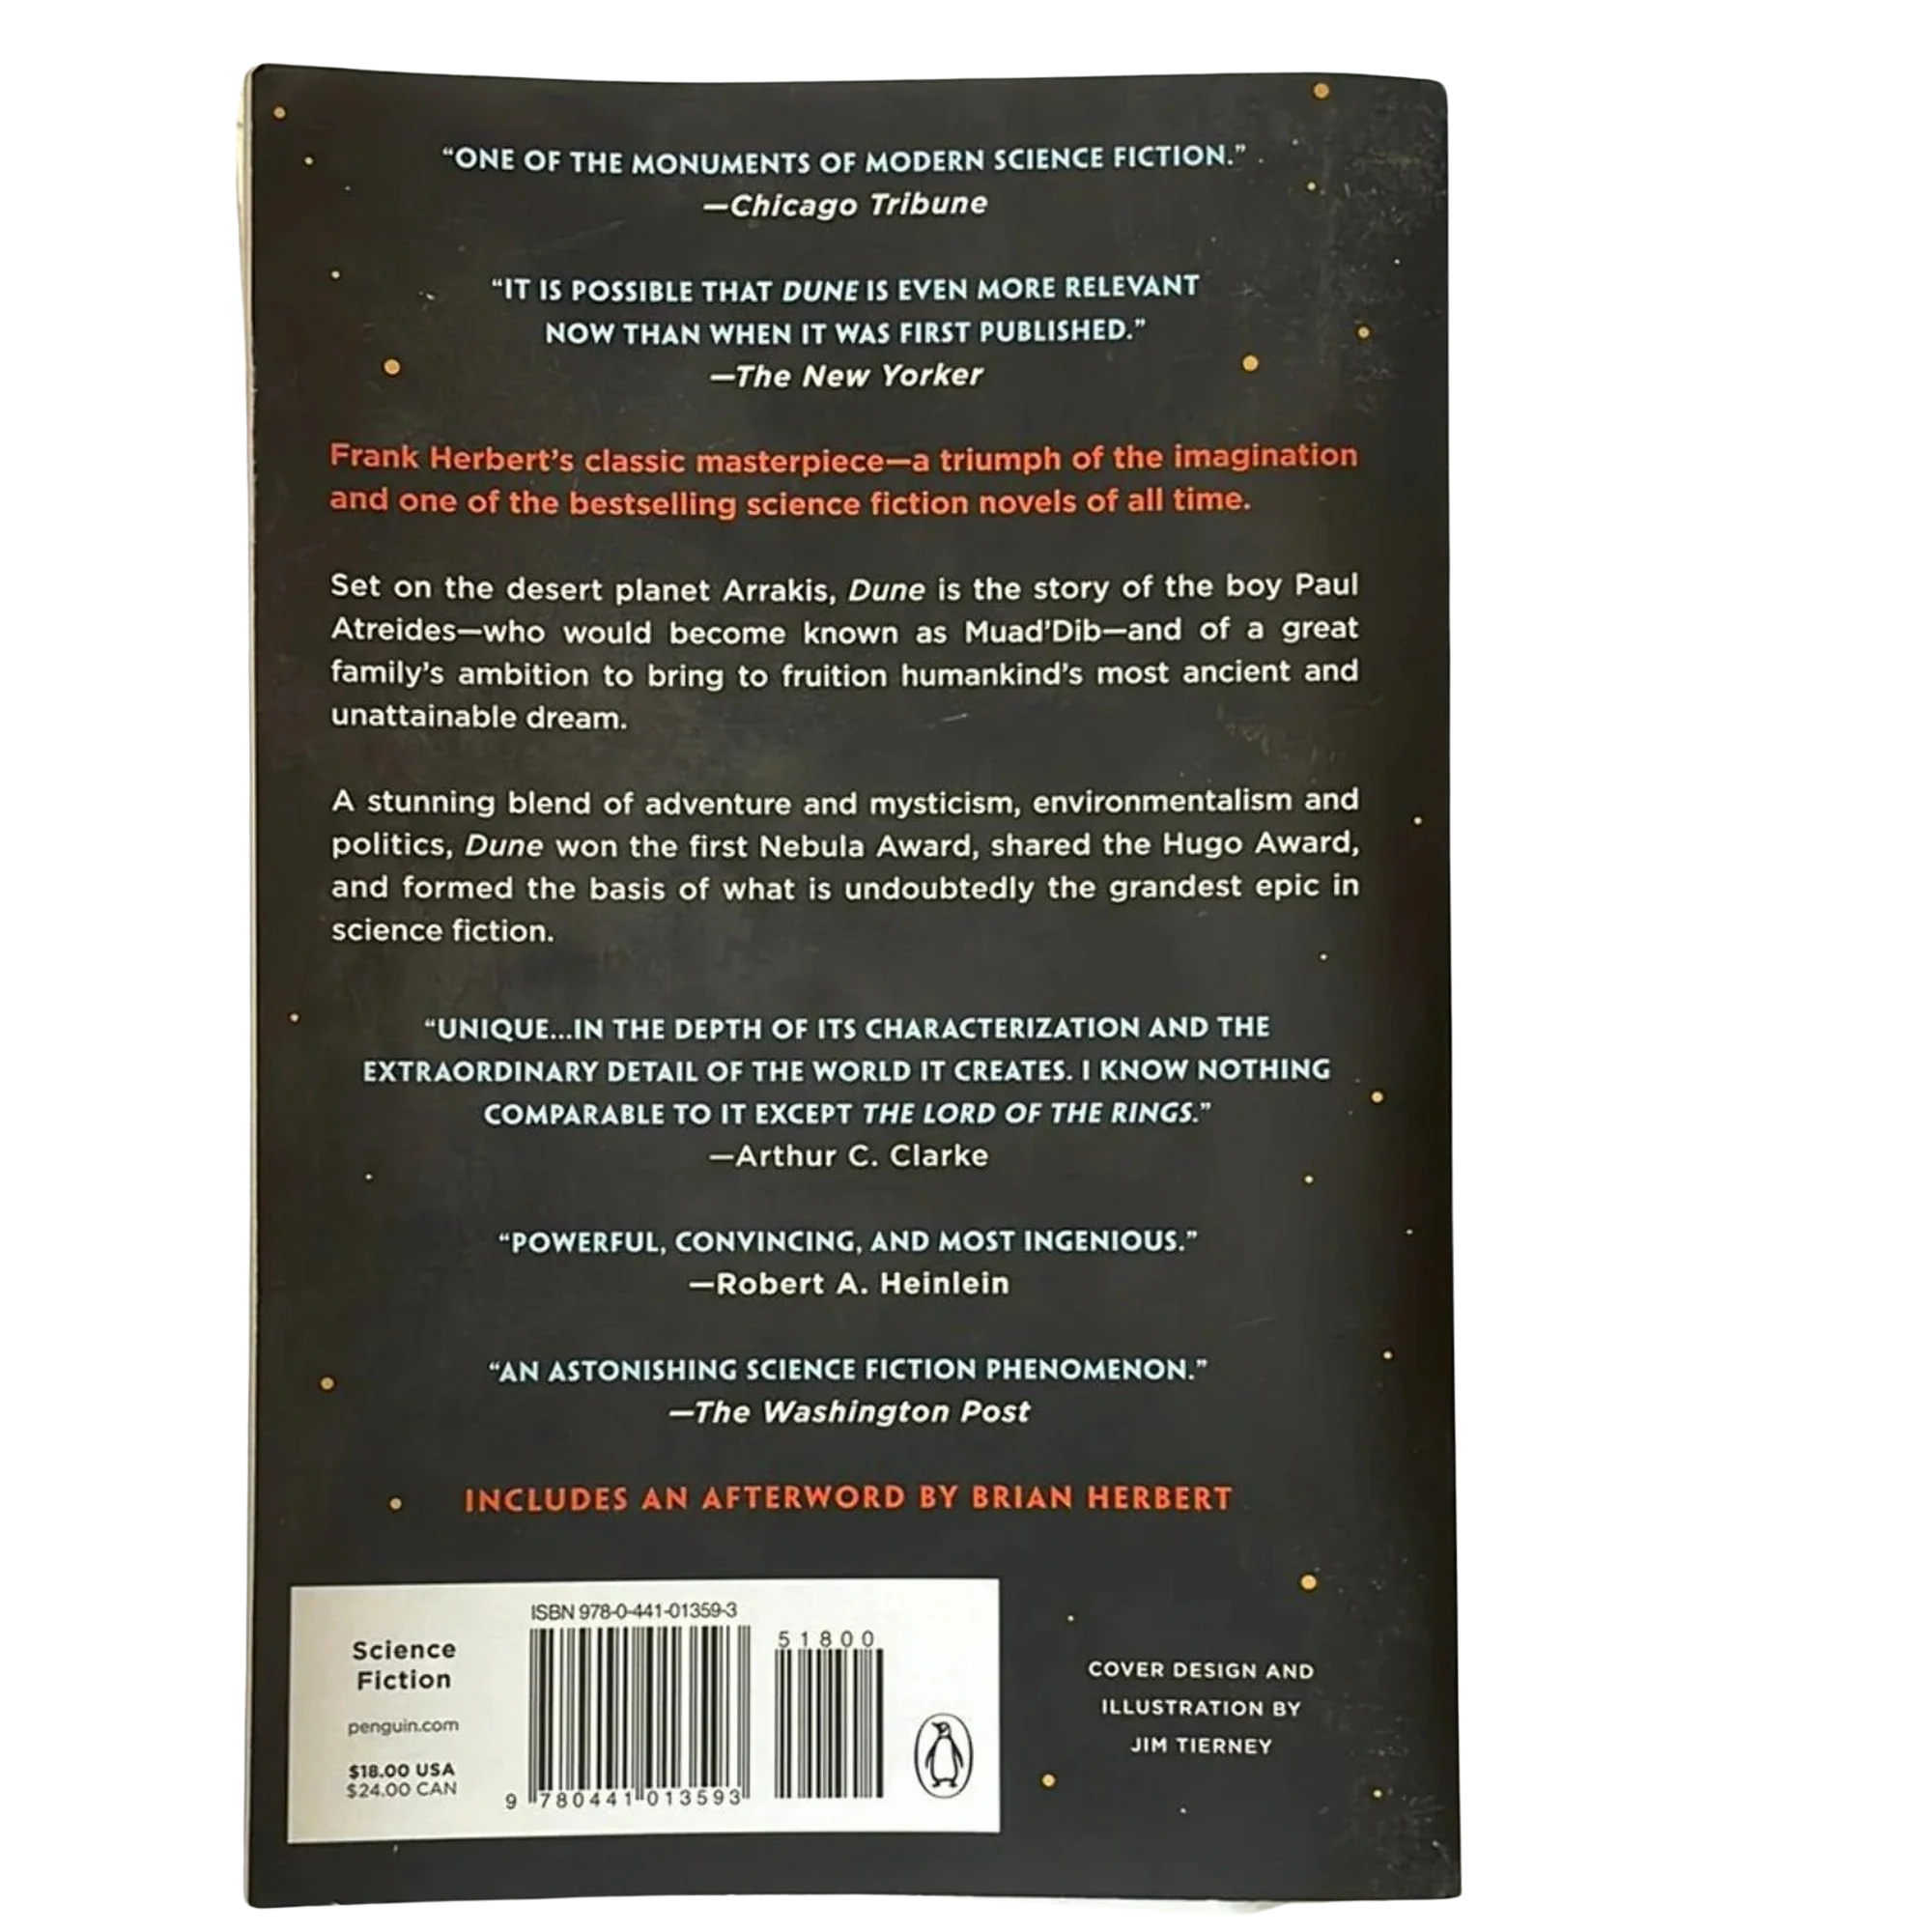 “ONE OF THE MONUMENTS OF MODERN SCIENCE FICTION.”
—Chicago Tribune
“IT IS POSSIBLE THAT DUNE IS EVEN MORE RELEVANT
NOW THAN WHEN IT WAS FIRST PUBLISHED.”
—The New Yorker
Frank Herbert’s classic masterpiece—a triumph of the imagination
and one of the bestselling science fiction novels of all time.
Set on the desert planet Arrakis, Dune is the story of the boy Paul
Atreides—who would become known as Muad’Dib—and of a great
family’s ambition to bring to fruition humankind’s most ancient and
unattainable dream.
A stunning blend of adventure and mysticism, environmentalism and
politics, Dune won the first Nebula Award, shared the Hugo Award,
and formed the basis of what is undoubtedly the grandest epic in
science fiction.
“UNIQUE...IN THE DEPTH OF ITS CHARACTERIZATION AND THE
EXTRAORDINARY DETAIL OF THE WORLD IT CREATES. I KNOW NOTHING
COMPARABLE TO IT EXCEPT THE LORD OF THE RINGS.”
—Arthur C. Clarke
“POWERFUL, CONVINCING, AND MOST INGENIOUS.”
—Robert A. Heinlein
“AN ASTONISHING SCIENCE FICTION PHENOMENON.”
—The Washington Post
INCLUDES AN AFTERWORD BY BRIAN HERBERT
Science
Fiction
penguin.com
$18.00 USA
$24.00 CAN
ISBN 978-0-441-01359-3
51800
9 780441 013593
COVER DESIGN AND
ILLUSTRATION BY
JIM TIERNEY